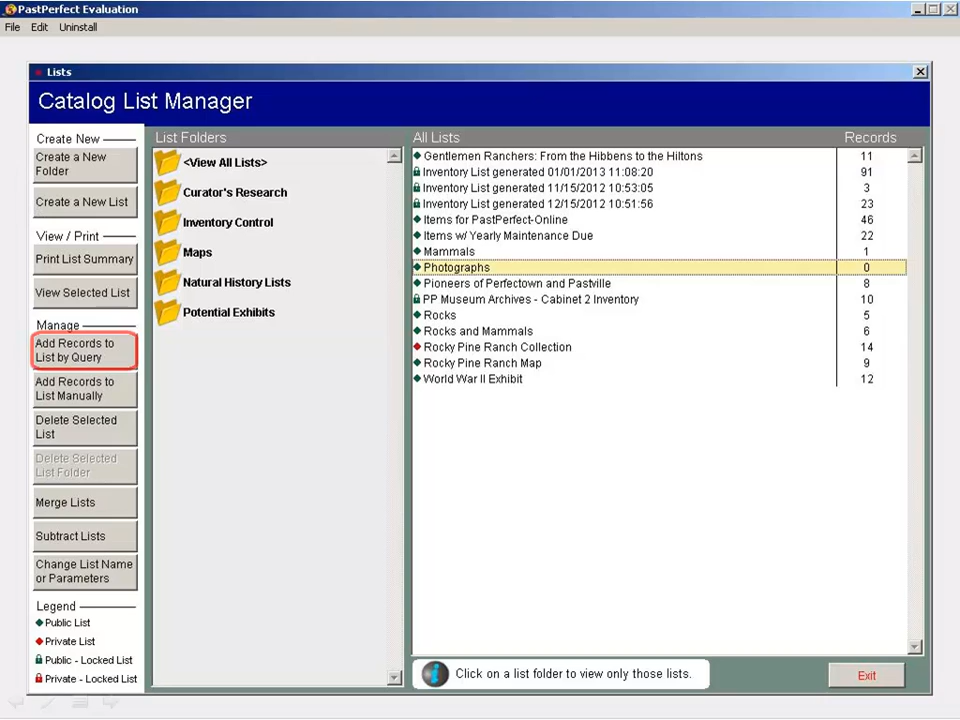 PastPerfect Evaluation
File Edit Uninstall
Lists
Catalog List Manager
Create New
Create a New
Folder
Create a New List
View / Print
Print List Summary
View Selected List
Manage
Add Records to
List by Query
Add Records to
List Manually
Delete Selected
List
Delete Selected
List Folder
Merge Lists
Subtract Lists
Change List Name
or Parameters
Legend
Public List
Private List
Public - Locked List
Private - Locked List
List Folders
<View All Lists>
Curator's Research
Inventory Control
Maps
Natural History Lists
Potential Exhibits
All Lists Records
Gentlemen Ranchers: From the Hibbens to the Hiltons 11
Inventory List generated 01/01/2013 11:08:20 91
Inventory List generated 11/15/2012 10:53:05 3
Inventory List generated 12/15/2012 10:51:56 23
Items for PastPerfect-Online 46
Items w/ Yearly Maintenance Due 22
Mammals 1
Photographs 0
Pioneers of Perfectown and Pastville 8
PP Museum Archives - Cabinet 2 Inventory 10
Rocks 5
Rocks and Mammals 6
Rocky Pine Ranch Collection 14
Rocky Pine Ranch Map 9
World War II Exhibit 12
Click on a list folder to view only those lists.
Exit